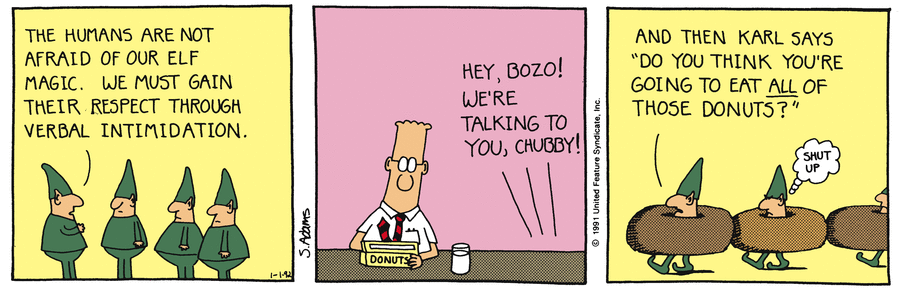 THE HUMANS ARE NOT
AFRAID OF OUR ELF
MAGIC. WE MUST GAIN
THEIR RESPECT THROUGH
VERBAL INTIMIDATION.
1-1-92
S.Adams
HEY, BOZO!
WE'RE
TALKING TO
YOU, CHUBBY!
DONUTS
© 1991 United Feature Syndicate, Inc.
AND THEN KARL SAYS
"DO YOU THINK YOU'RE
GOING TO EAT ALL OF
THOSE DONUTS?"
SHUT
UP